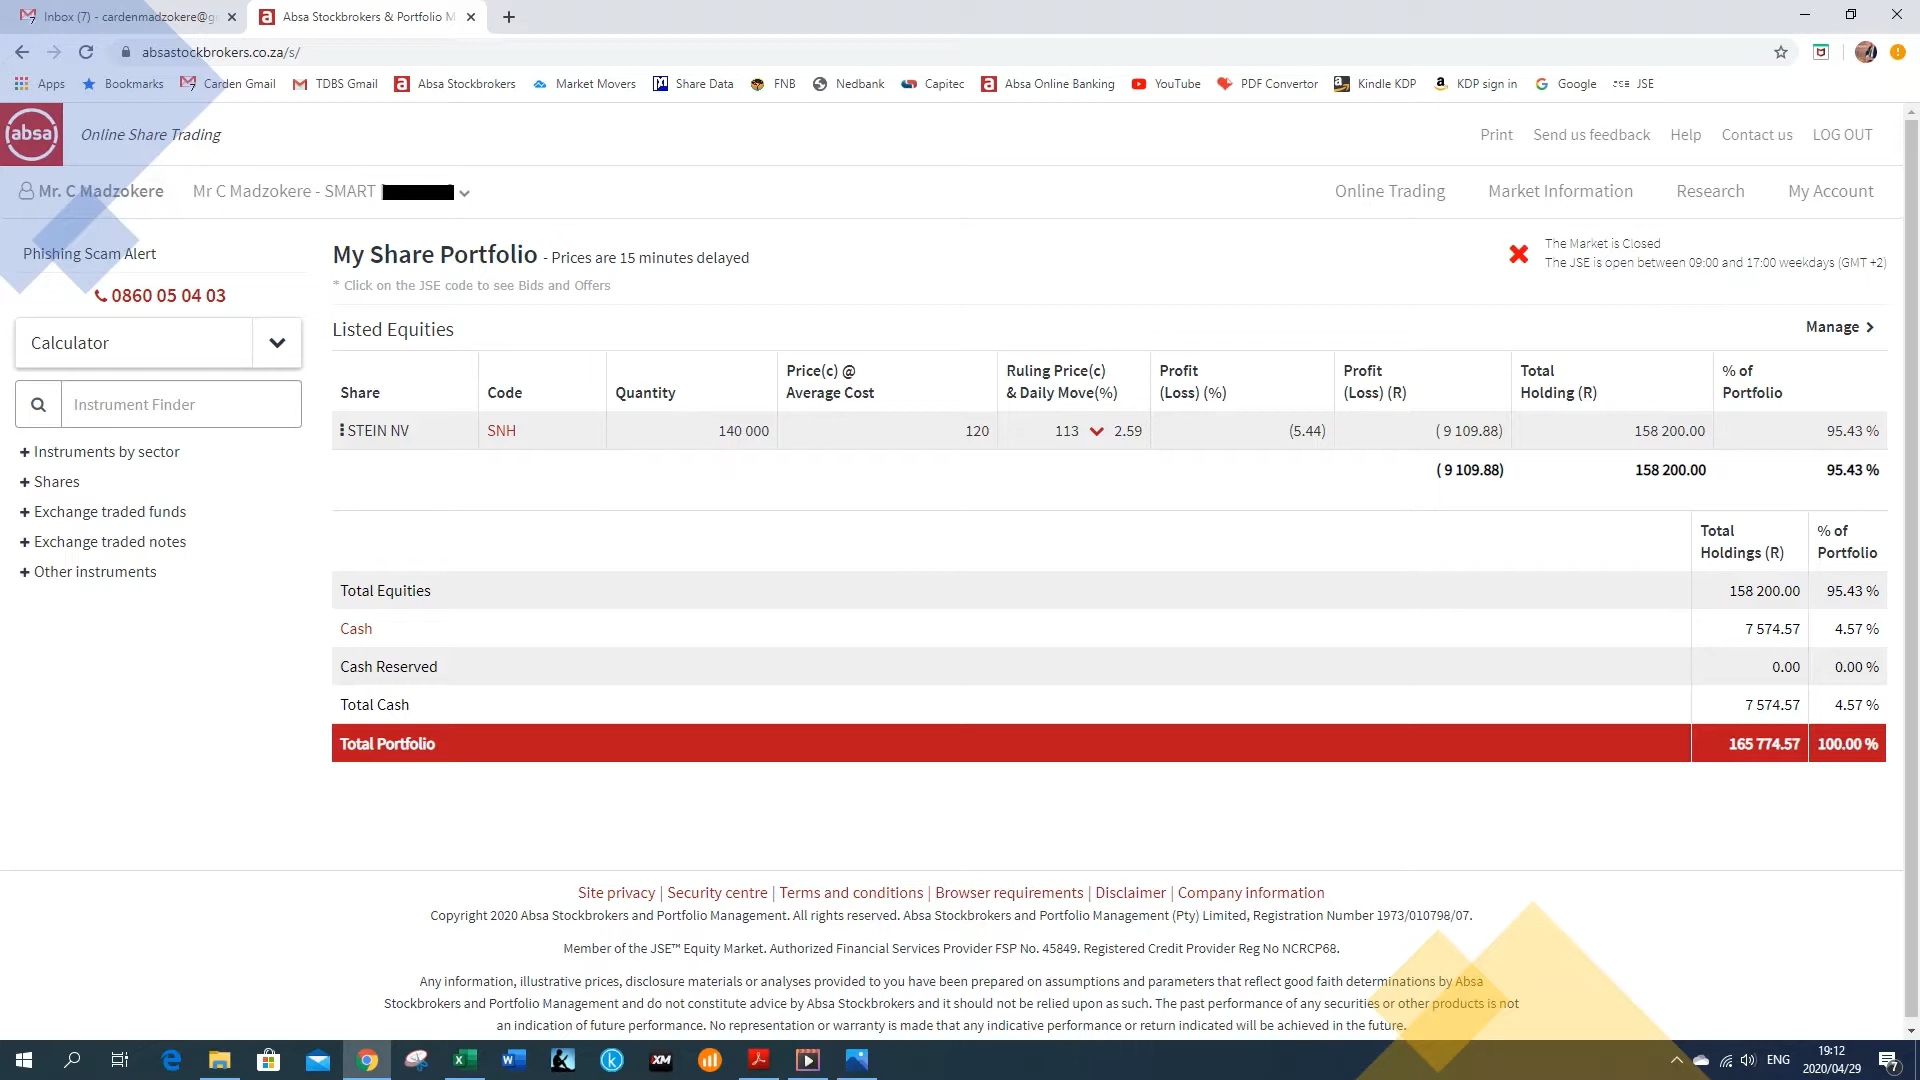 Inbox (7) - cardenmadzokere@g
Absa Stockbrokers & Portfolio M
absastockbrokers.co.za/s/
Apps Bookmarks Carden Gmail TDBS Gmail Absa Stockbrokers Market Movers Share Data FNB Nedbank Capitec Absa Online Banking YouTube PDF Convertor Kindle KDP KDP sign in Google JSE JSE
absa Online Share Trading
Print Send us feedback Help Contact us LOG OUT
Mr. C Madzokere Mr C Madzokere - SMART
Online Trading Market Information Research My Account
Phishing Scam Alert
0860 05 04 03
Calculator
Instrument Finder
+ Instruments by sector
+ Shares
+ Exchange traded funds
+ Exchange traded notes
+ Other instruments
My Share Portfolio - Prices are 15 minutes delayed
* Click on the JSE code to see Bids and Offers
The Market is Closed
The JSE is open between 09:00 and 17:00 weekdays (GMT +2)
Listed Equities
Manage
Share Code Quantity Price(c) @ Average Cost Ruling Price(c) & Daily Move(%) Profit (Loss) (%) Profit (Loss) (R) Total Holding (R) % of Portfolio
STEIN NV SNH 140 000 120 113 2.59 (5.44) ( 9 109.88) 158 200.00 95.43 %
( 9 109.88) 158 200.00 95.43 %
Total Holdings (R) % of Portfolio
Total Equities 158 200.00 95.43 %
Cash 7 574.57 4.57 %
Cash Reserved 0.00 0.00 %
Total Cash 7 574.57 4.57 %
Total Portfolio 165 774.57 100.00 %
Site privacy | Security centre | Terms and conditions | Browser requirements | Disclaimer | Company information
Copyright 2020 Absa Stockbrokers and Portfolio Management. All rights reserved. Absa Stockbrokers and Portfolio Management (Pty) Limited, Registration Number 1973/010798/07.
Member of the JSE™ Equity Market. Authorized Financial Services Provider FSP No. 45849. Registered Credit Provider Reg No NCRCP68.
Any information, illustrative prices, disclosure materials or analyses provided to you have been prepared on assumptions and parameters that reflect good faith determinations by Absa
Stockbrokers and Portfolio Management and do not constitute advice by Absa Stockbrokers and it should not be relied upon as such. The past performance of any securities or other products is not
an indication of future performance. No representation or warranty is made that any indicative performance or return indicated will be achieved in the future.
XM
ENG
19:12
2020/04/29
7